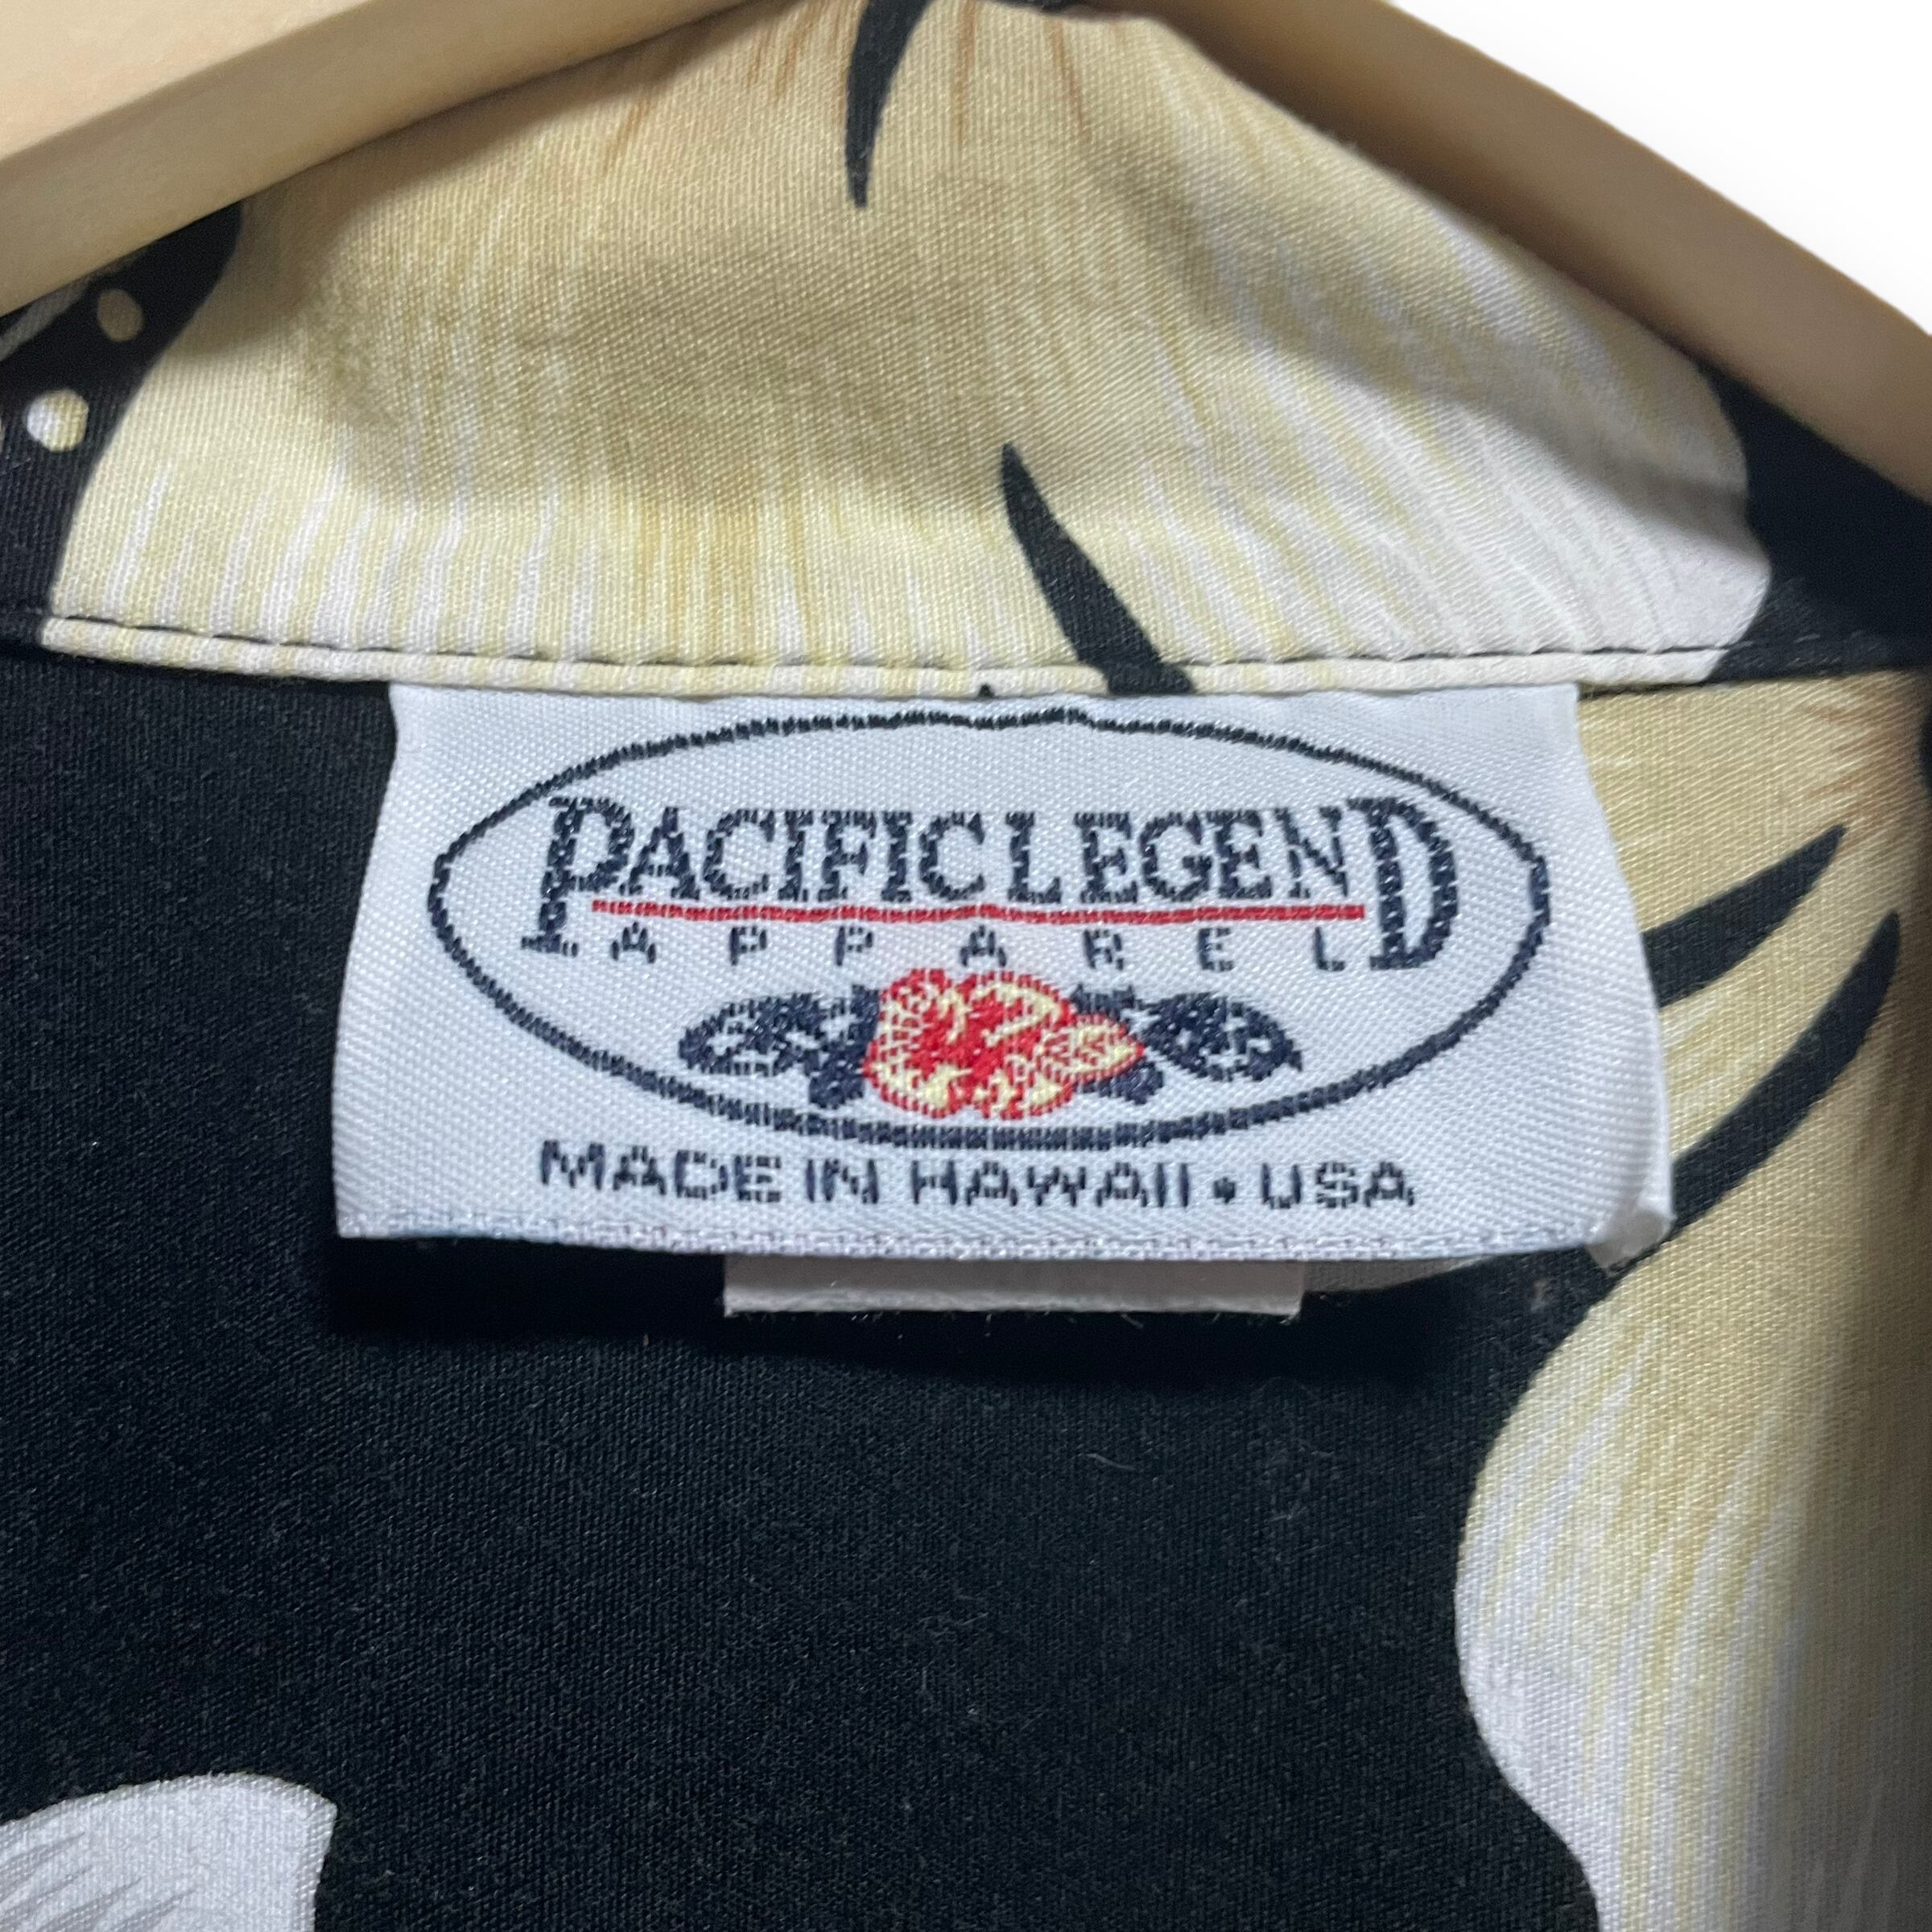 PACIFIC LEGEND
APPAREL
MADE IN HAWAII • USA